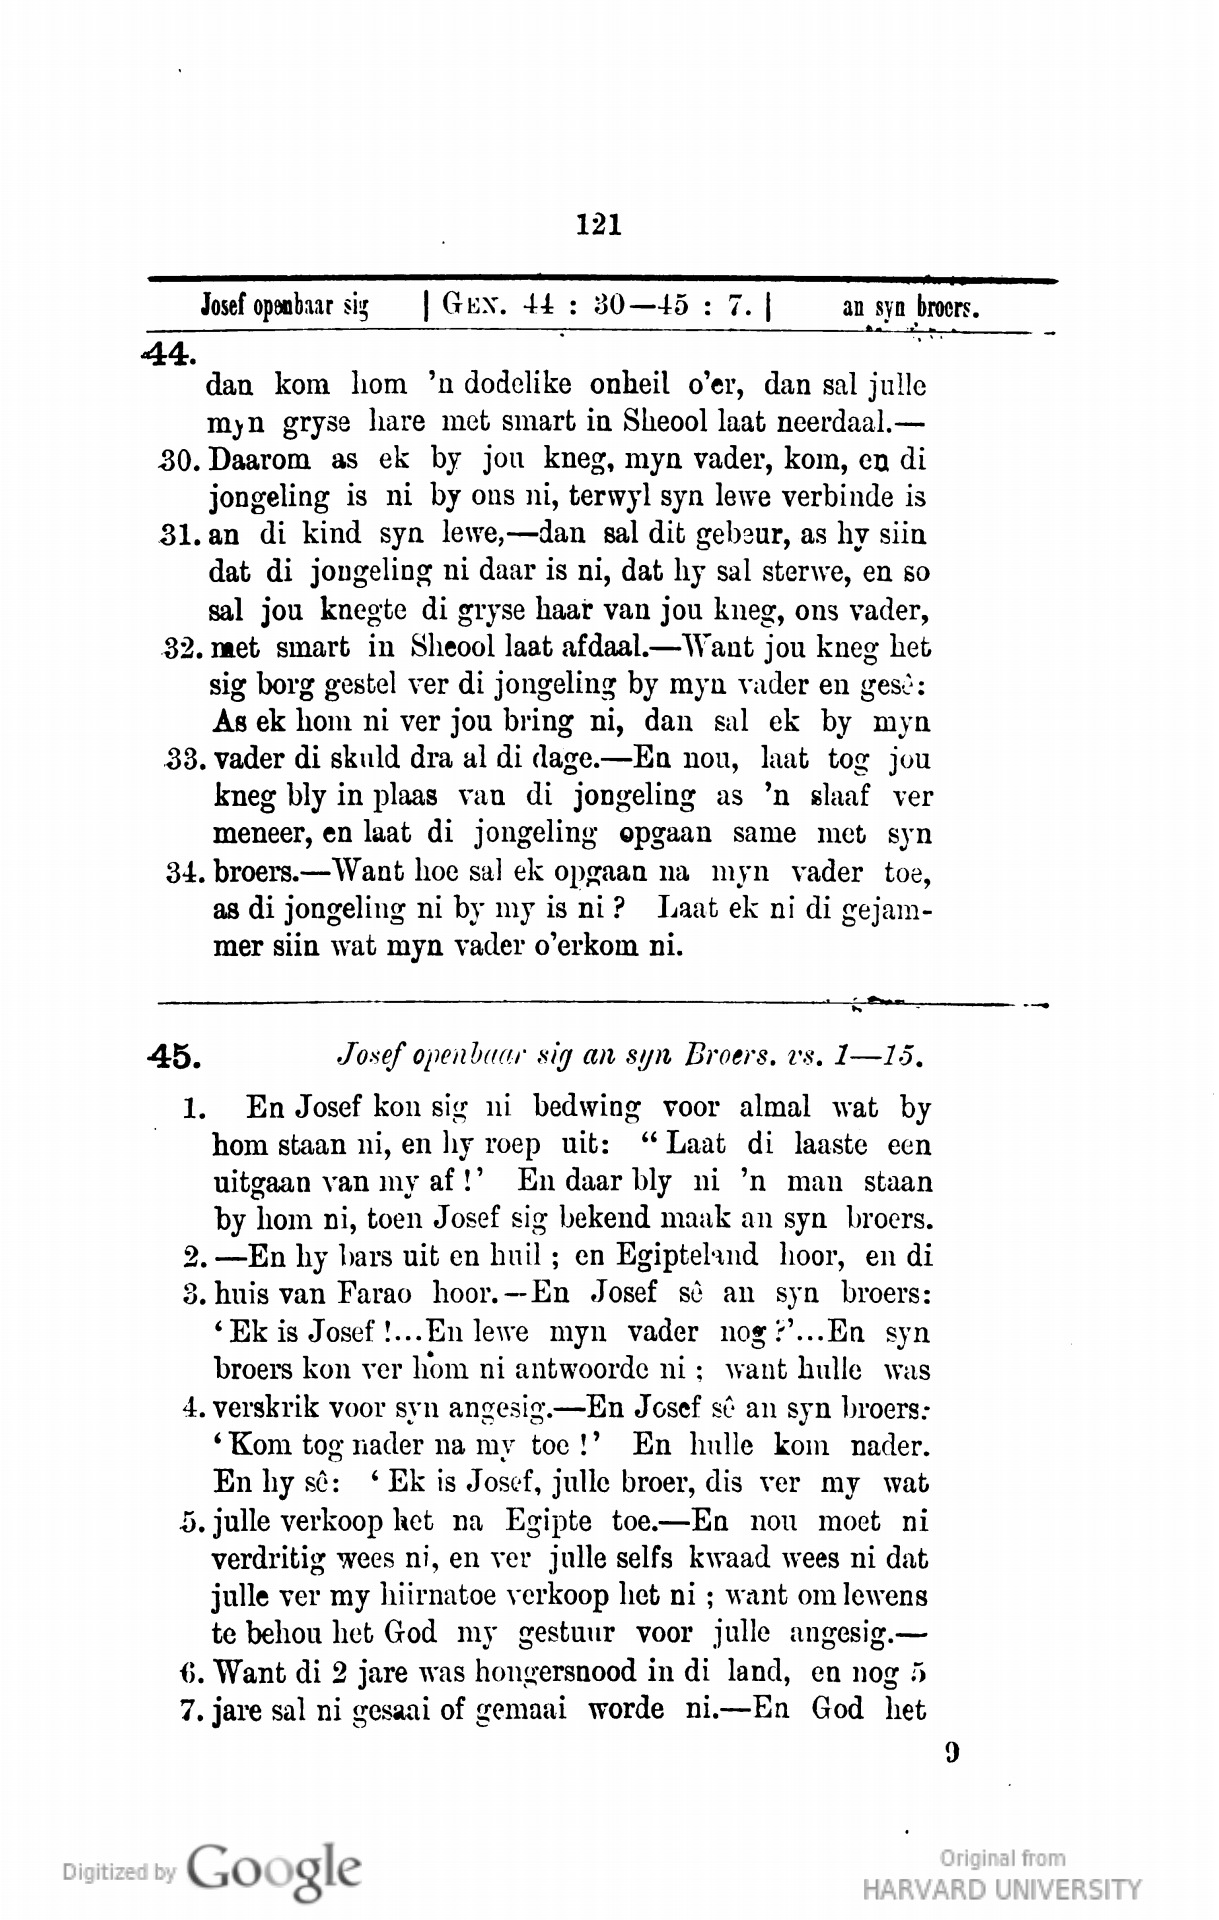 121
Josef openbaar sig | GEN. 44 : 30—45 : 7. | an syn broers.
44.
dan kom hom ’n dodelike onheil o’er, dan sal julle
myn gryse hare met smart in Sheool laat neerdaal.—
30. Daarom as ek by jou kneg, myn vader, kom, en di
jongeling is ni by ons ni, terwyl syn lewe verbinde is
31. an di kind syn lewe,—dan sal dit gebeur, as hy siin
dat di jongeling ni daar is ni, dat hy sal sterwe, en so
sal jou knegte di gryse haar van jou kneg, ons vader,
32. met smart in Sheool laat afdaal.—Want jou kneg het
sig borg gestel ver di jongeling by myn vader en gesê:
As ek hom ni ver jou bring ni, dan sal ek by myn
33. vader di skuld dra al di dage.—En nou, laat tog jou
kneg bly in plaas van di jongeling as ’n slaaf ver
meneer, en laat di jongeling opgaan same met syn
34. broers.—Want hoe sal ek opgaan na myn vader toe,
as di jongeling ni by my is ni ? Laat ek ni di gejam-
mer siin wat myn vader o’erkom ni.
45. Josef openbaar sig an syn Broers. vs. 1—15.
1. En Josef kon sig ni bedwing voor almal wat by
hom staan ni, en hy roep uit: “ Laat di laaste een
uitgaan van my af !’ En daar bly ni ’n man staan
by hom ni, toen Josef sig bekend maak an syn broers.
2. —En hy bars uit en huil ; en Egipteland hoor, en di
3. huis van Farao hoor.—En Josef sê an syn broers:
‘ Ek is Josef !...En lewe myn vader nog ?’...En syn
broers kon ver hom ni antwoorde ni ; want hulle was
4. verskrik voor syn angesig.—En Josef sê an syn broers:
‘ Kom tog nader na my toe !’ En hulle kom nader.
En hy sê: ‘ Ek is Josef, julle broer, dis ver my wat
5. julle verkoop het na Egipte toe.—En nou moet ni
verdritig wees ni, en ver julle selfs kwaad wees ni dat
julle ver my hiirnatoe verkoop het ni ; want om lewens
te behou het God my gestuur voor julle angesig.—
6. Want di 2 jare was hongersnood in di land, en nog 5
7. jare sal ni gesaai of gemaai worde ni.—En God het
9
Digitized by Google
Original from
HARVARD UNIVERSITY